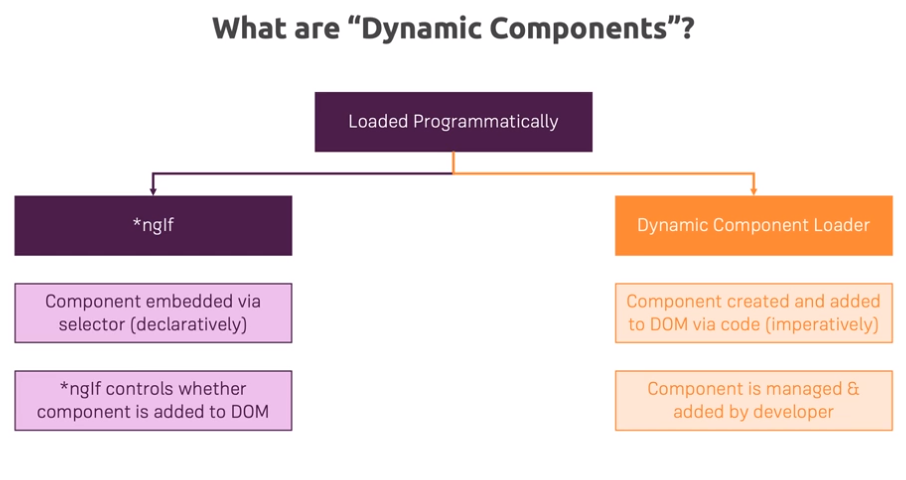 What are “Dynamic Components”?
Loaded Programmatically
*ngIf
Dynamic Component Loader
Component embedded via
selector (declaratively)
Component created and added
to DOM via code (imperatively)
*ngIf controls whether
component is added to DOM
Component is managed &
added by developer